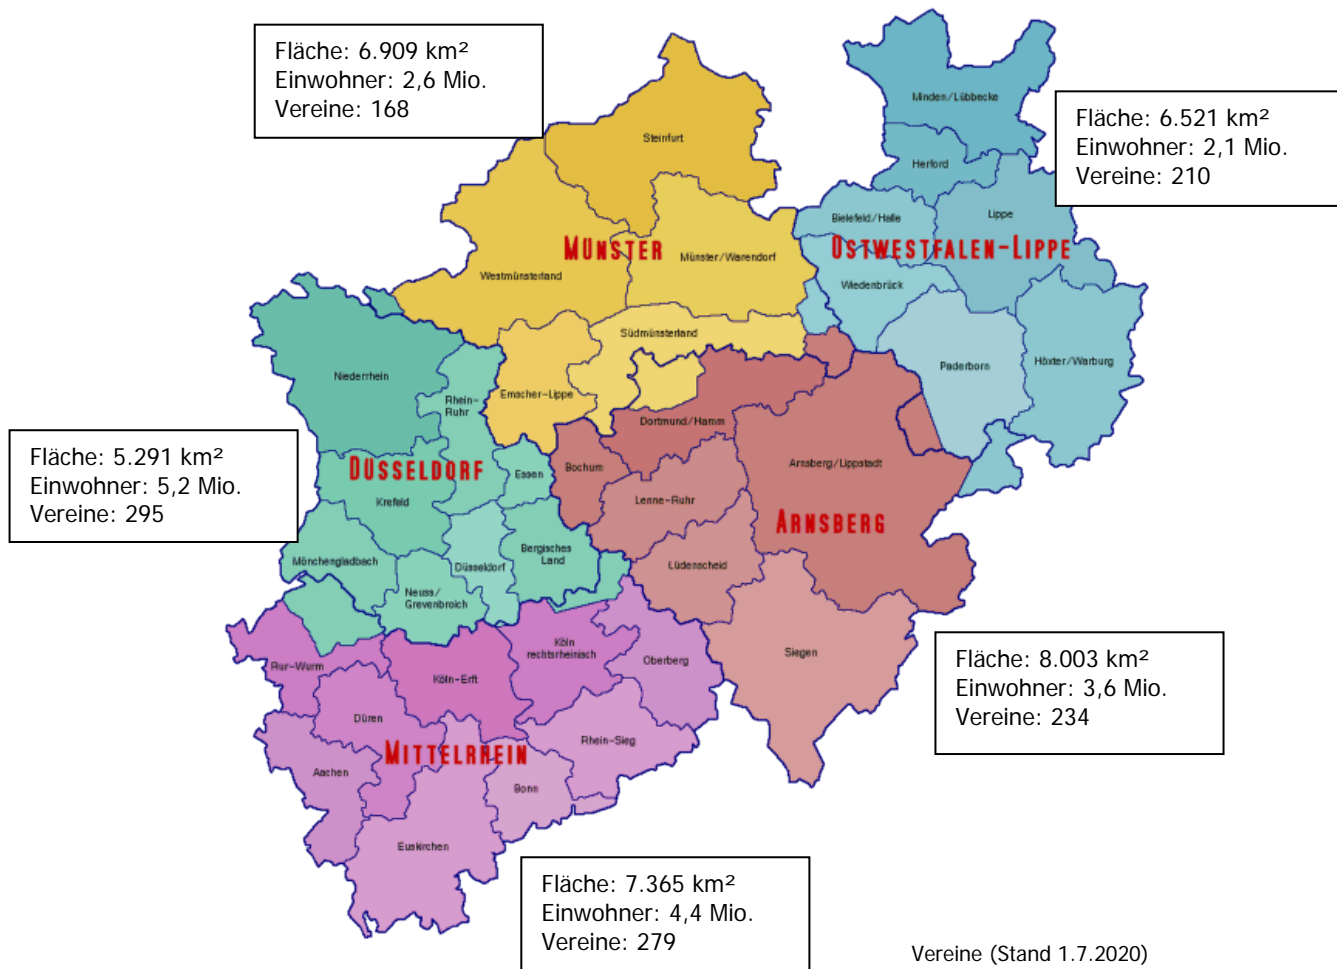 Fläche: 6.909 km²
Einwohner: 2,6 Mio.
Vereine: 168
Minden/Lübbecke
Fläche: 6.521 km²
Einwohner: 2,1 Mio.
Vereine: 210
Steinfurt
Herford
Bielefeld/Halle
Lippe
MÜNSTER
Münster/Warendorf
OSTWESTFALEN-LIPPE
Westmünsterland
Wiedenbrück
Südmünsterland
Niederrhein
Rhein-
Ruhr
Emscher-Lippe
Paderborn
Höxter/Warburg
Dortmund/Hamm
Fläche: 5.291 km²
Einwohner: 5,2 Mio.
Vereine: 295
DÜSSELDORF
Essen
Bochum
Arnsberg/Lippstadt
Krefeld
Lenne-Ruhr
ARNSBERG
Mönchengladbach
Düsseldorf
Bergisches
Land
Lüdenscheid
Neuss/
Grevenbroich
Rur-Wurm
Köln-Erft
Köln
rechtsrheinisch
Oberberg
Siegen
Fläche: 8.003 km²
Einwohner: 3,6 Mio.
Vereine: 234
Düren
Rhein-Sieg
MITTELRHEIN
Aachen
Bonn
Euskirchen
Fläche: 7.365 km²
Einwohner: 4,4 Mio.
Vereine: 279
Vereine (Stand 1.7.2020)